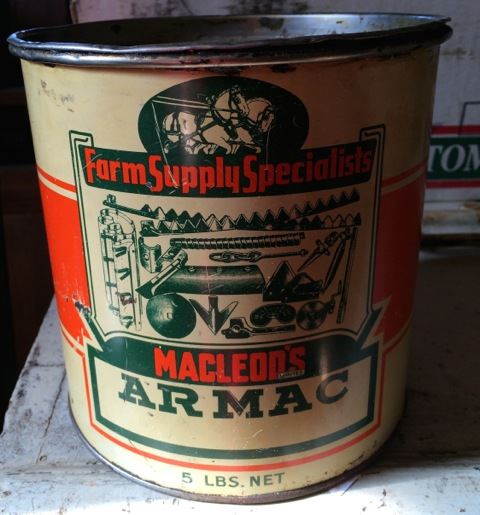 Farm Supply Specialists
MACLEOD'S
LIMITED
ARMAC
5 LBS. NET
TOM